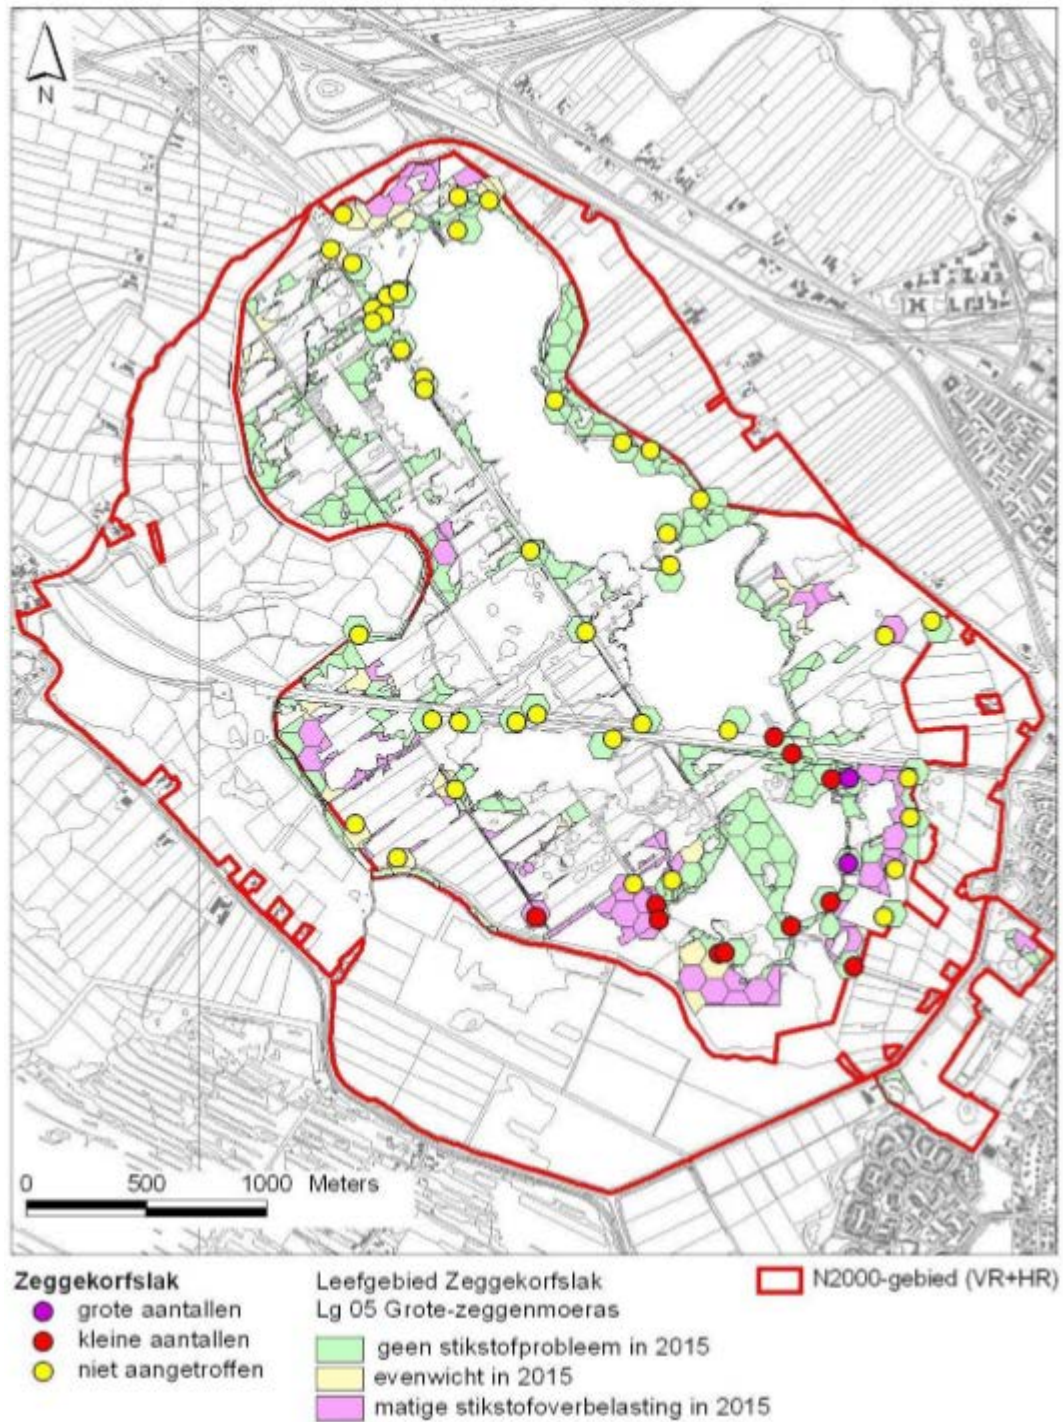 N
0 500 1000 Meters
Zeggekorfslak
grote aantallen
kleine aantallen
niet aangetroffen
Leefgebied Zeggekorfslak
Lg 05 Grote-zeggenmoeras
geen stikstofprobleem in 2015
evenwicht in 2015
matige stikstofoverbelasting in 2015
N2000-gebied (VR+HR)